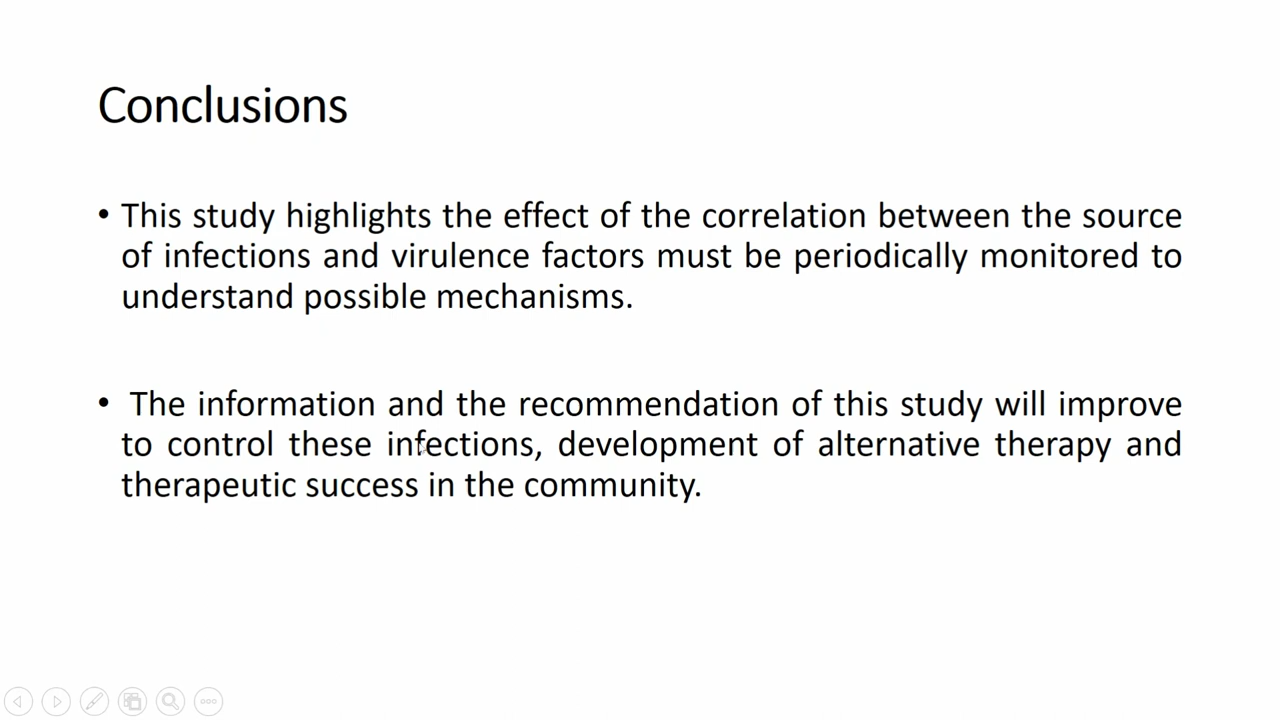 Conclusions
• This study highlights the effect of the correlation between the source
of infections and virulence factors must be periodically monitored to
understand possible mechanisms.
• The information and the recommendation of this study will improve
to control these infections, development of alternative therapy and
therapeutic success in the community.